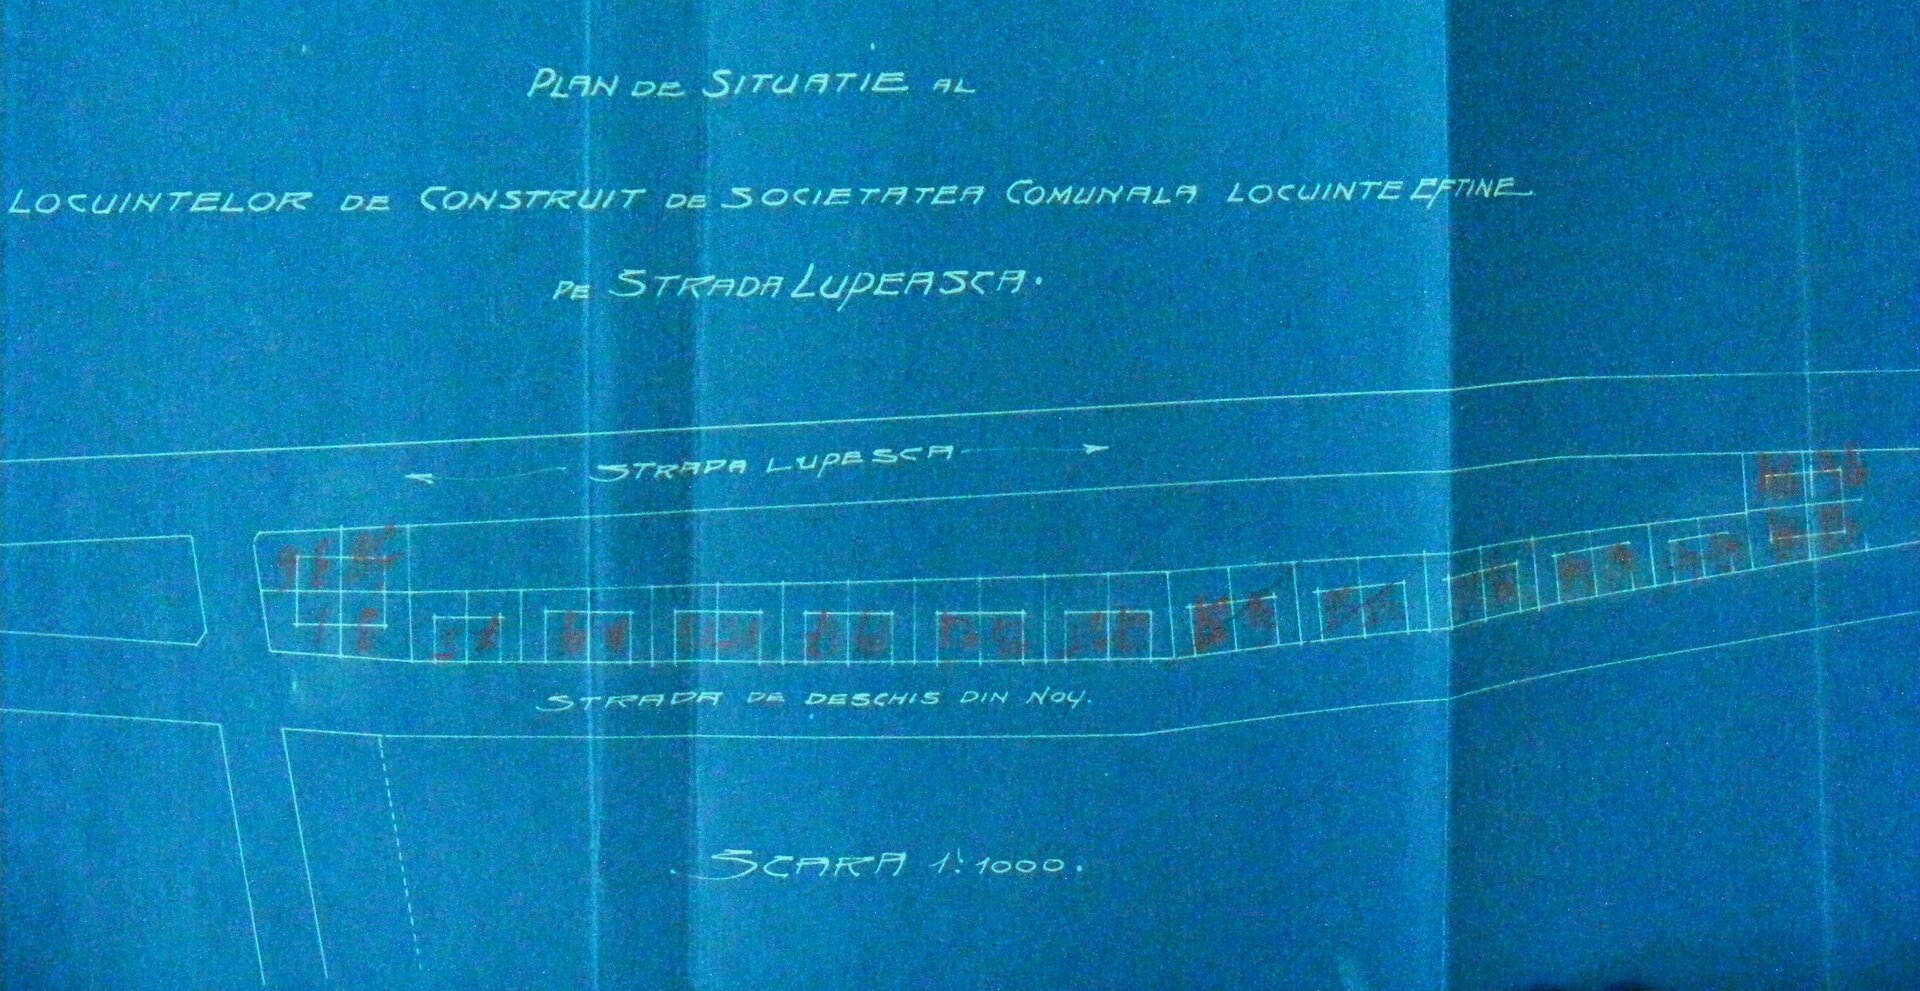 PLAN DE SITUATIE AL
LOCUINTELOR DE CONSTRUIT DE SOCIETATEA COMUNALA LOCUINTE EFTINE
PE STRADA LUPEASCA.
STRADA LUPESCA
STRADA DE DESCHIS DIN NOU.
SCARA 1:1000.